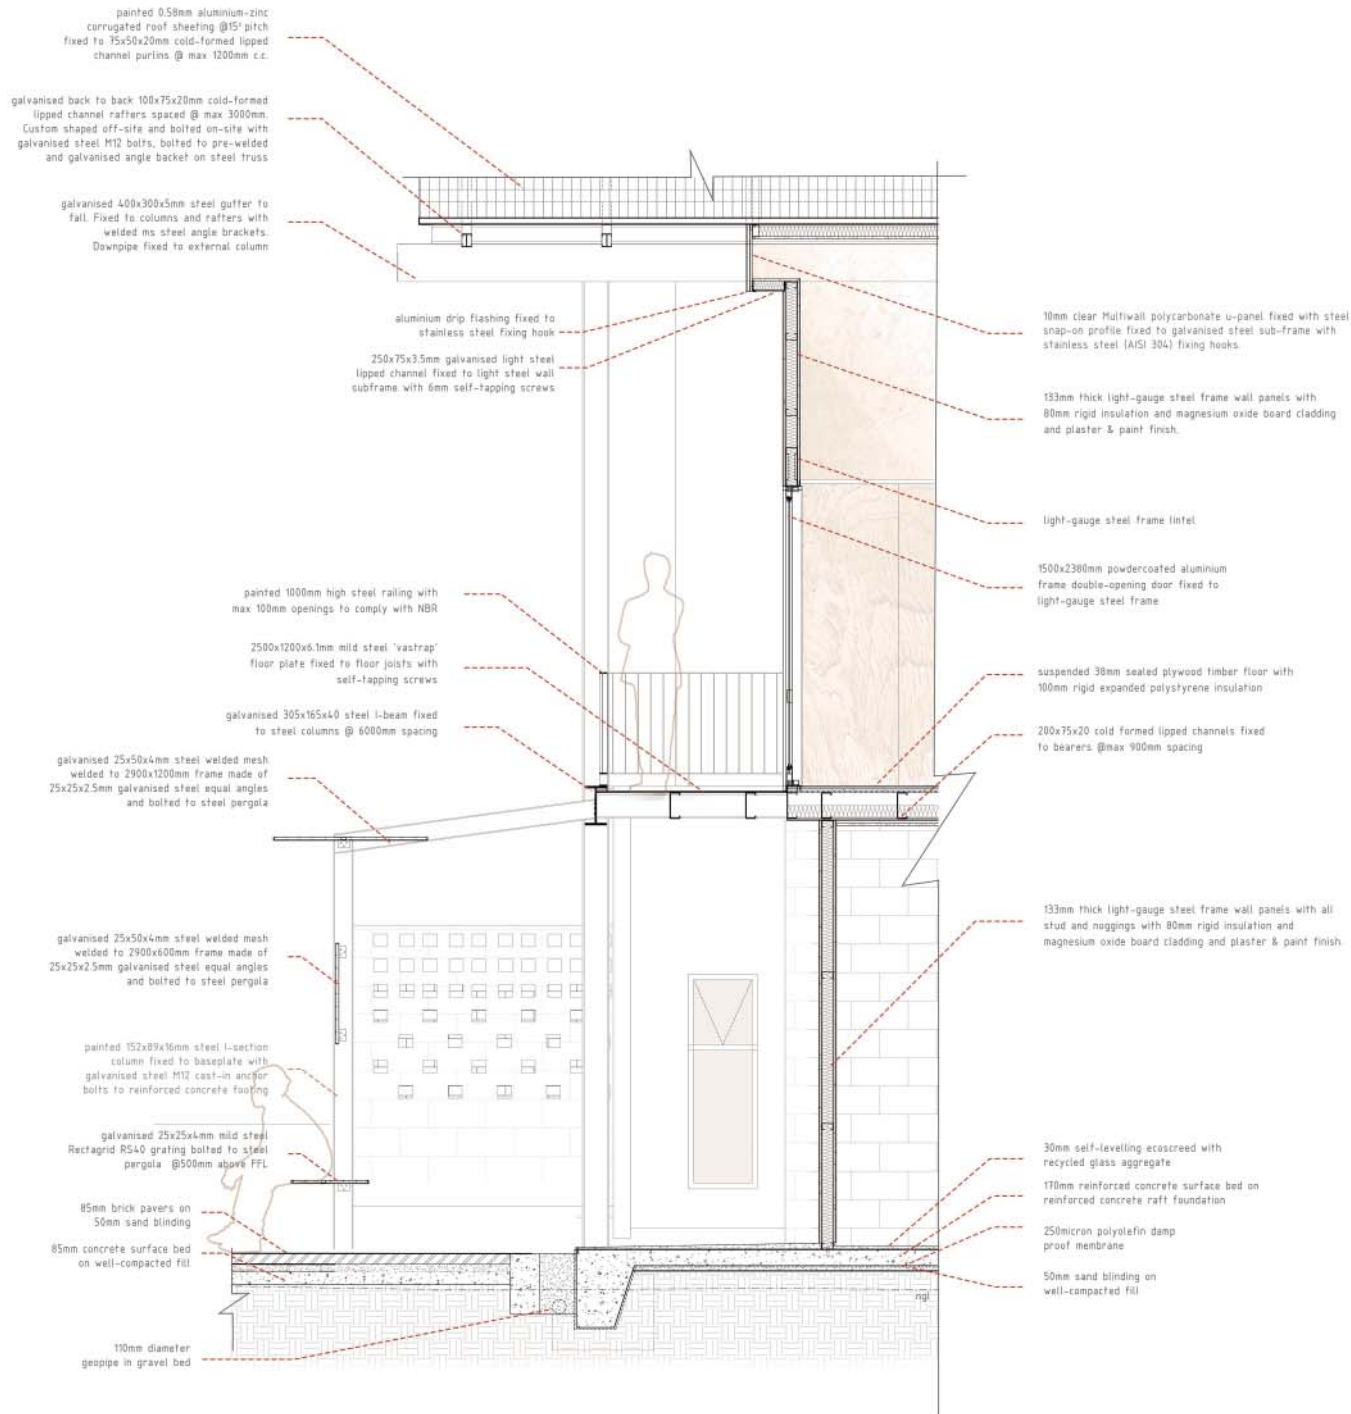 painted 0.58mm aluminium-zinc
corrugated roof sheeting @15° pitch
fixed to 75x50x20mm cold-formed lipped
channel purlins @ max 1200mm c.c.
galvanised back to back 100x75x20mm cold-formed
lipped channel rafters spaced @ max 3000mm.
Custom shaped off-site and bolted on-site with
galvanised steel M12 bolts, bolted to pre-welded
and galvanised angle backet on steel truss
galvanised 400x300x5mm steel gutter to
fall. Fixed to columns and rafters with
welded ms steel angle brackets.
Downpipe fixed to external column
aluminium drip flashing fixed to
stainless steel fixing hook
250x75x3.5mm galvanised light steel
lipped channel fixed to light steel wall
subframe with 6mm self-tapping screws
painted 1000mm high steel railing with
max 100mm openings to comply with NBR
2500x1200x6.1mm mild steel 'vastrap'
floor plate fixed to floor joists with
self-tapping screws
galvanised 305x165x40 steel I-beam fixed
to steel columns @ 6000mm spacing
galvanised 25x50x4mm steel welded mesh
welded to 2900x1200mm frame made of
25x25x2.5mm galvanised steel equal angles
and bolted to steel pergola
galvanised 25x50x4mm steel welded mesh
welded to 2900x600mm frame made of
25x25x2.5mm galvanised steel equal angles
and bolted to steel pergola
painted 152x89x16mm steel I-section
column fixed to baseplate with
galvanised steel M12 cast-in anchor
bolts to reinforced concrete footing
galvanised 25x25x4mm mild steel
Rectagrid RS40 grating bolted to steel
pergola @500mm above FFL
85mm brick pavers on
50mm sand blinding
85mm concrete surface bed
on well-compacted fill
110mm diameter
geopipe in gravel bed
10mm clear Multiwall polycarbonate u-panel fixed with steel
snap-on profile fixed to galvanised steel sub-frame with
stainless steel (AISI 304) fixing hooks.
133mm thick light-gauge steel frame wall panels with
80mm rigid insulation and magnesium oxide board cladding
and plaster & paint finish.
light-gauge steel frame lintel
1500x2380mm powdercoated aluminium
frame double-opening door fixed to
light-gauge steel frame
suspended 38mm sealed plywood timber floor with
100mm rigid expanded polystyrene insulation
200x75x20 cold formed lipped channels fixed
to bearers @max 900mm spacing
133mm thick light-gauge steel frame wall panels with all
stud and noggings with 80mm rigid insulation and
magnesium oxide board cladding and plaster & paint finish.
30mm self-levelling ecoscreed with
recycled glass aggregate
170mm reinforced concrete surface bed on
reinforced concrete raft foundation
250micron polyolefin damp
proof membrane
50mm sand blinding on
well-compacted fill
ngl